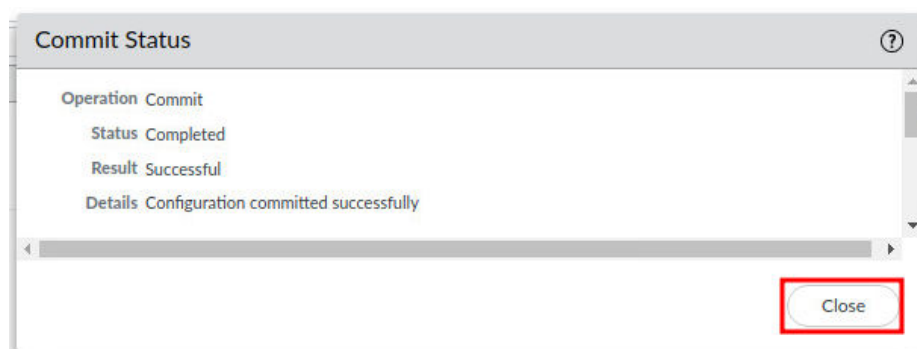 Commit Status
Operation Commit
Status Completed
Result Successful
Details Configuration committed successfully
Close